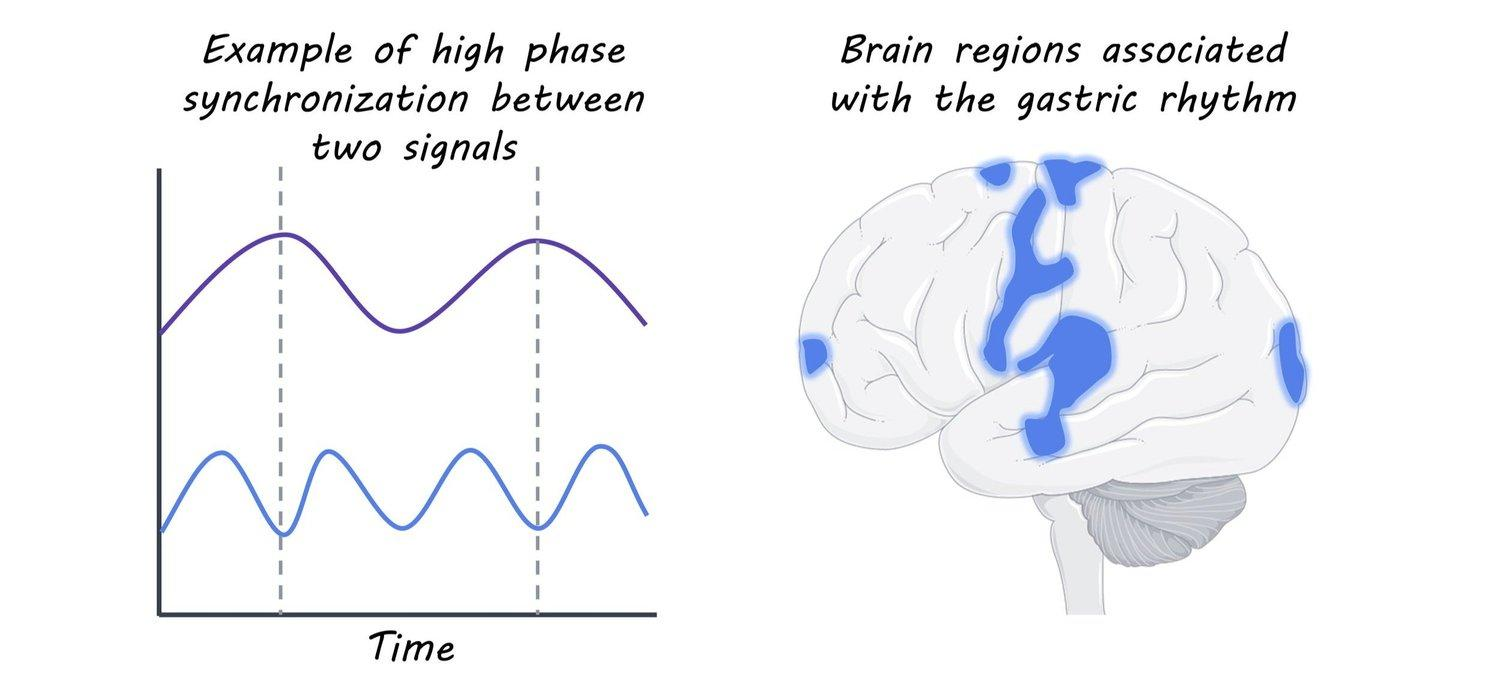 Example of high phase
synchronization between
two signals
Time
Brain regions associated
with the gastric rhythm